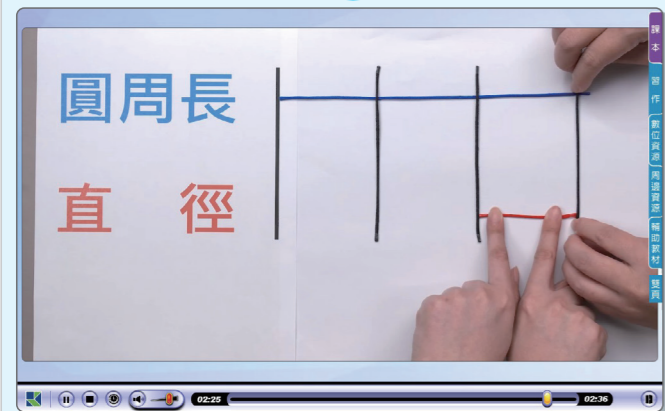 圓周長
直 徑
課本
習作
數位資源
周邊資源
輔助教材
雙頁
02:25
02:36